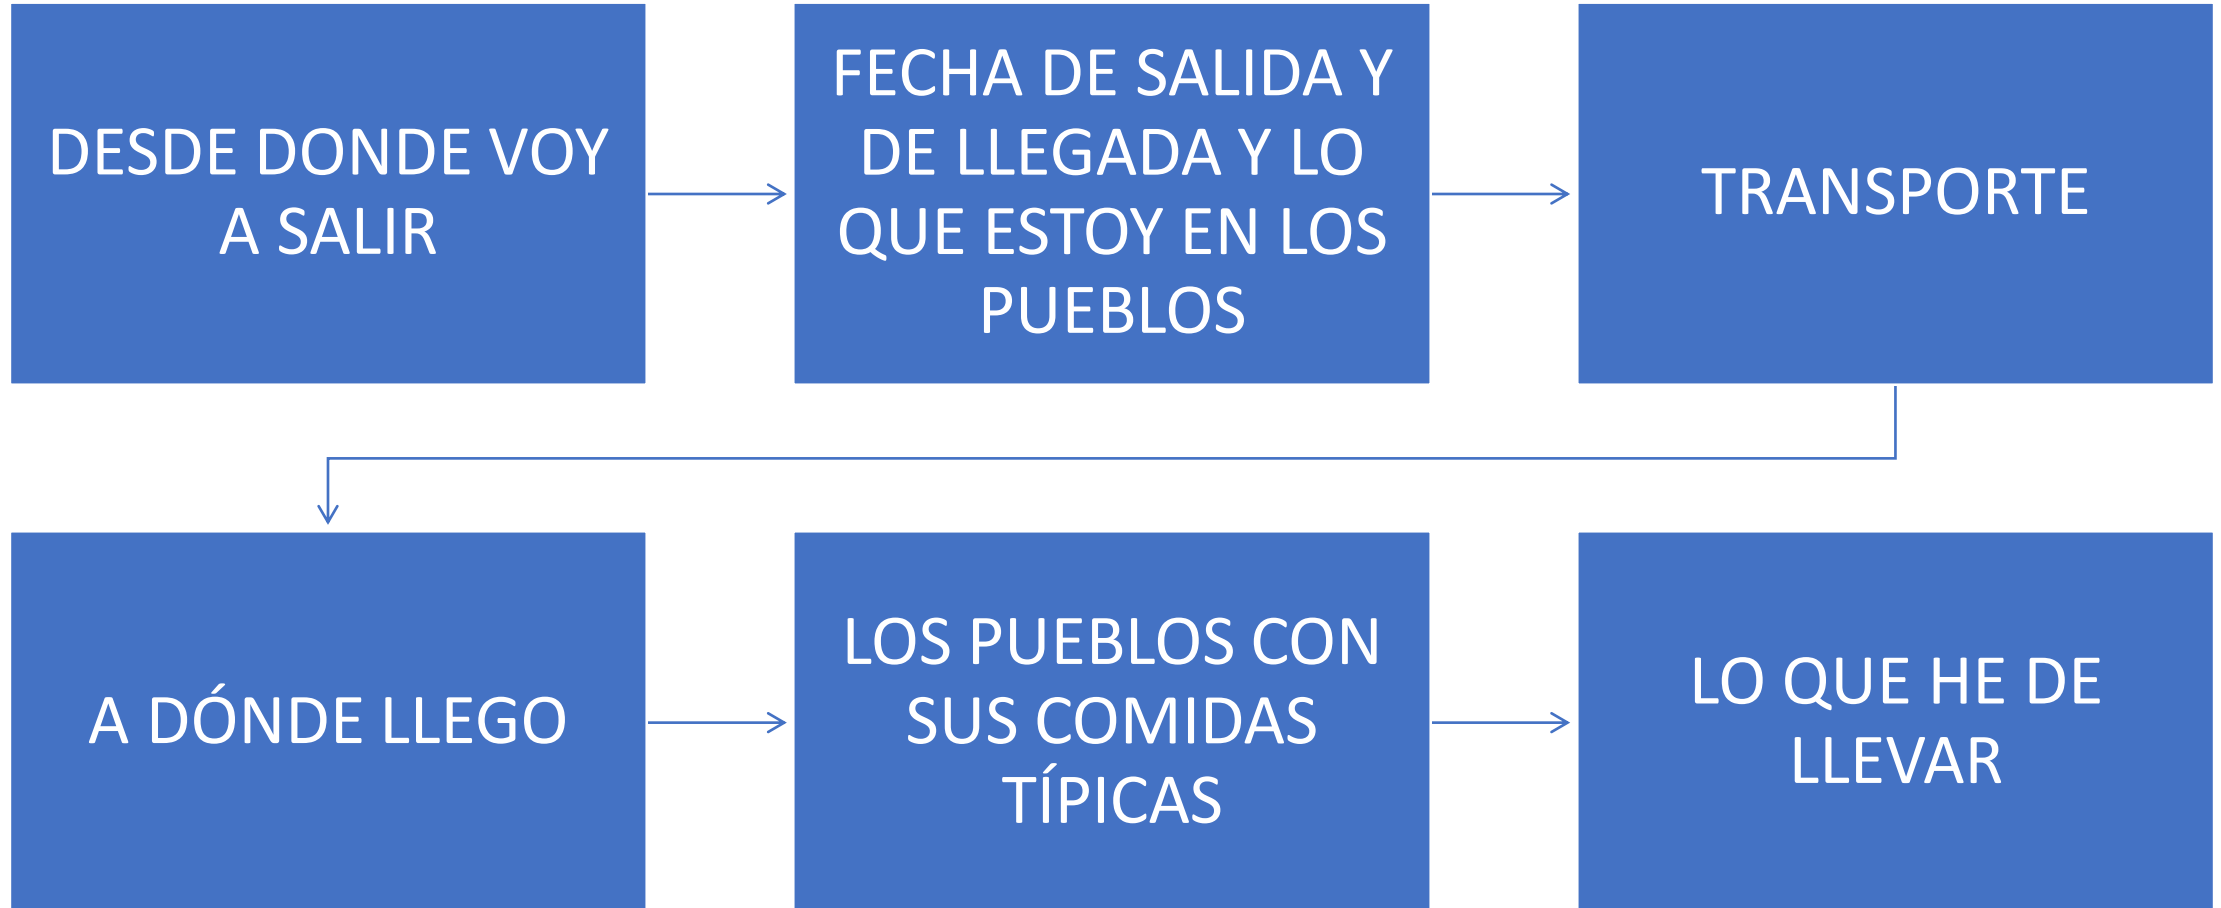 DESDE DONDE VOY
A SALIR
FECHA DE SALIDA Y
DE LLEGADA Y LO
QUE ESTOY EN LOS
PUEBLOS
TRANSPORTE
A DÓNDE LLEGO
LOS PUEBLOS CON
SUS COMIDAS
TÍPICAS
LO QUE HE DE
LLEVAR